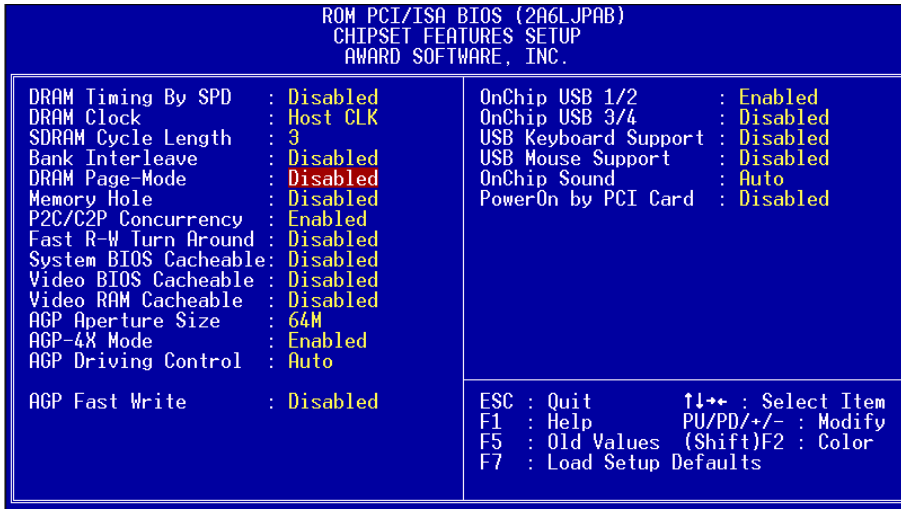 ROM PCI/ISA BIOS (2A6LJPAB)
CHIPSET FEATURES SETUP
AWARD SOFTWARE, INC.
DRAM Timing By SPD : Disabled
DRAM Clock : Host CLK
SDRAM Cycle Length : 3
Bank Interleave : Disabled
DRAM Page-Mode : Disabled
Memory Hole : Disabled
P2C/C2P Concurrency : Enabled
Fast R-W Turn Around : Disabled
System BIOS Cacheable: Disabled
Video BIOS Cacheable : Disabled
Video RAM Cacheable : Disabled
AGP Aperture Size : 64M
AGP-4X Mode : Enabled
AGP Driving Control : Auto
AGP Fast Write : Disabled
OnChip USB 1/2 : Enabled
OnChip USB 3/4 : Disabled
USB Keyboard Support : Disabled
USB Mouse Support : Disabled
OnChip Sound : Auto
PowerOn by PCI Card : Disabled
ESC : Quit ↑↓→← : Select Item
F1 : Help PU/PD/+/- : Modify
F5 : Old Values (Shift)F2 : Color
F7 : Load Setup Defaults